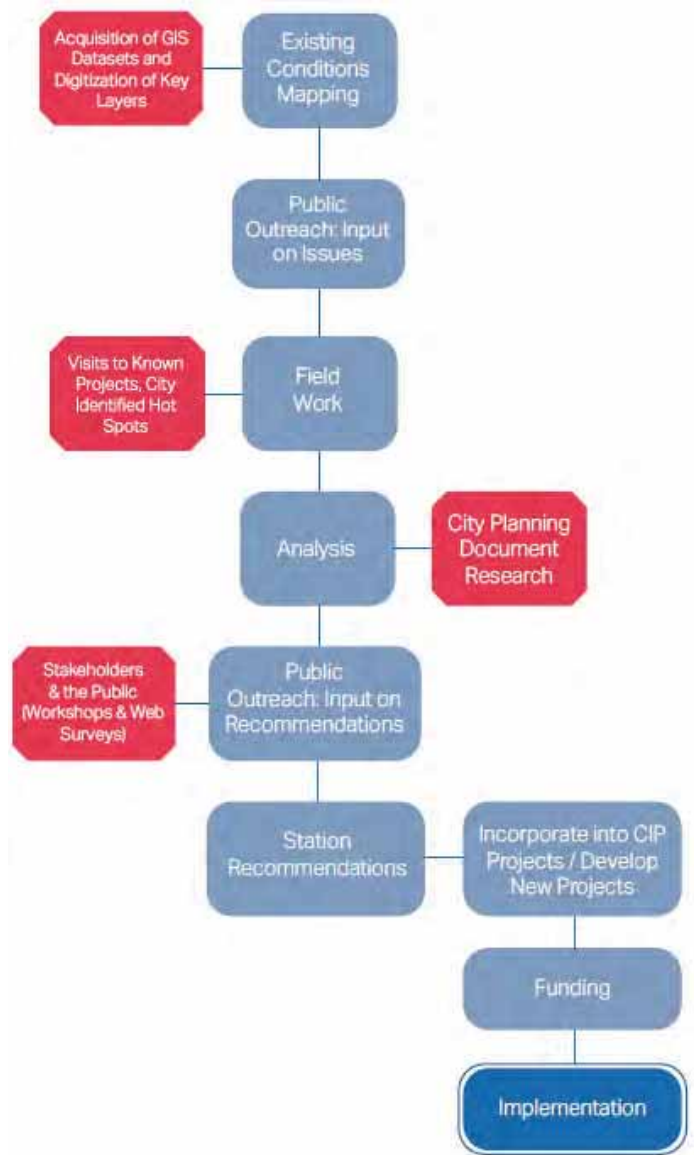 Acquisition of GIS
Datasets and
Digitization of Key
Layers
Existing
Conditions
Mapping
Public
Outreach: Input
on Issues
Visits to Known
Projects, City
Identified Hot
Spots
Field
Work
Analysis
City Planning
Document
Research
Stakeholders
& the Public
(Workshops & Web
Surveys)
Public
Outreach: Input on
Recommendations
Station
Recommendations
Incorporate into CIP
Projects / Develop
New Projects
Funding
Implementation